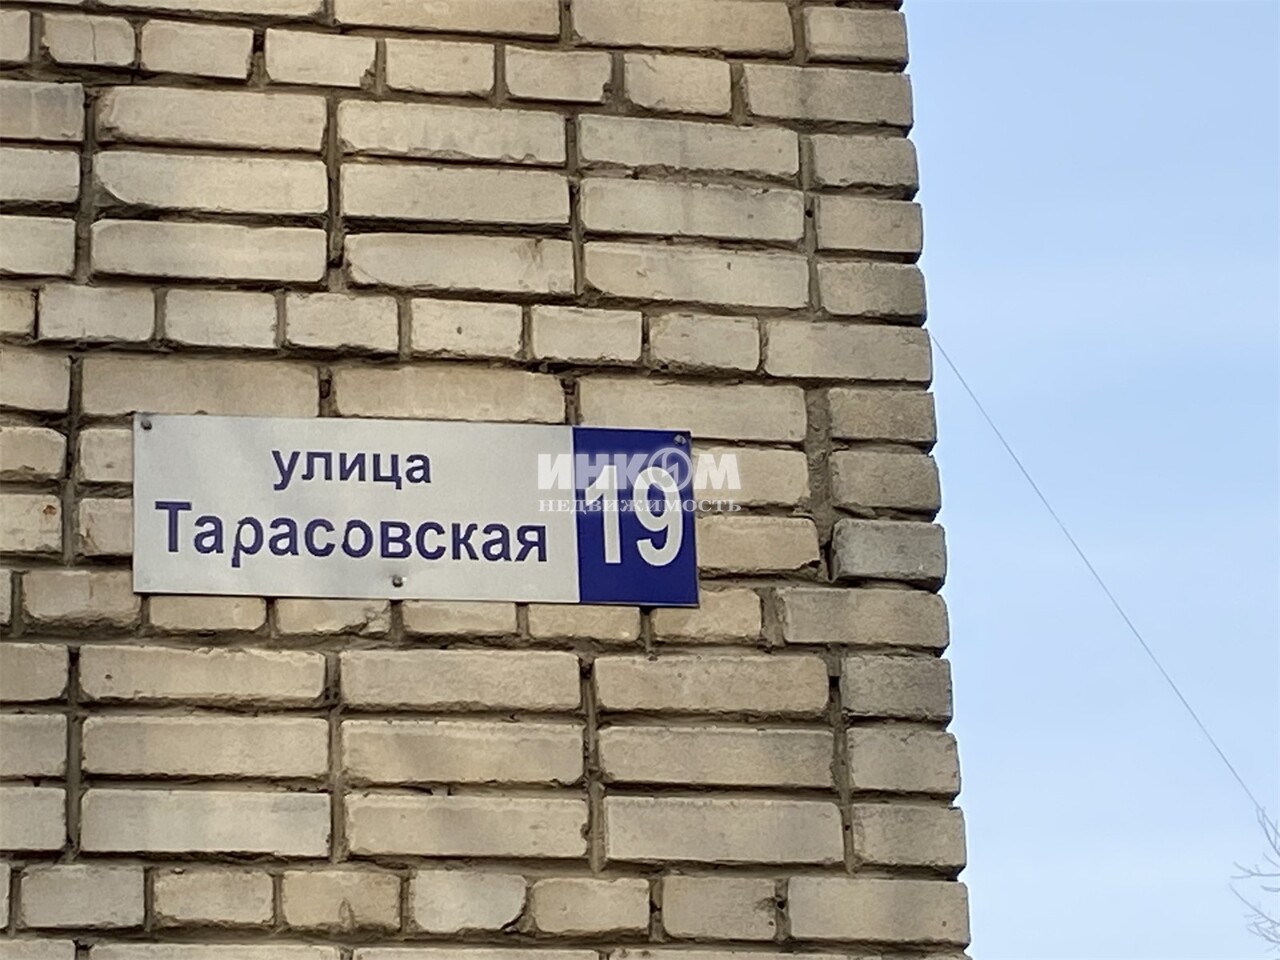 улица
Тарасовская
19
ИНКОМ
НЕДВИЖИМОСТЬ